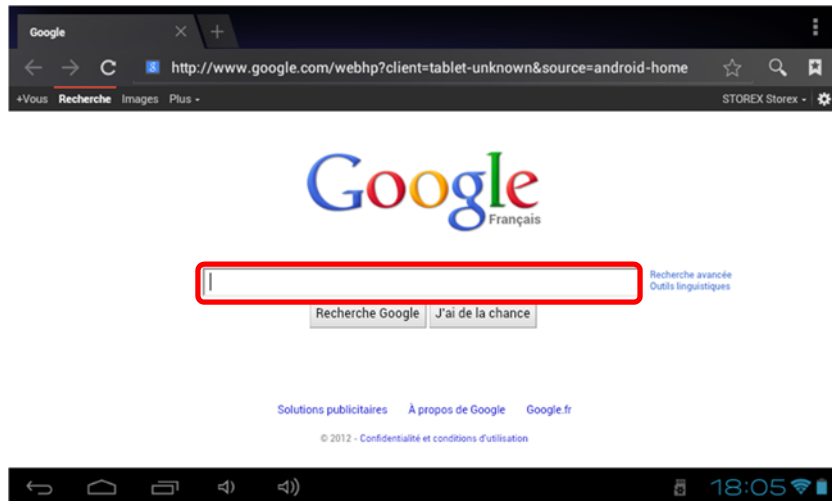 Google
http://www.google.com/webhp?client=tablet-unknown&source=android-home
+Vous Recherche Images Plus STOREX Storex
Google
Français
Recherche avancée
Outils linguistiques
Recherche Google J'ai de la chance
Solutions publicitaires À propos de Google Google.fr
© 2012 - Confidentialité et conditions d'utilisation
18:05